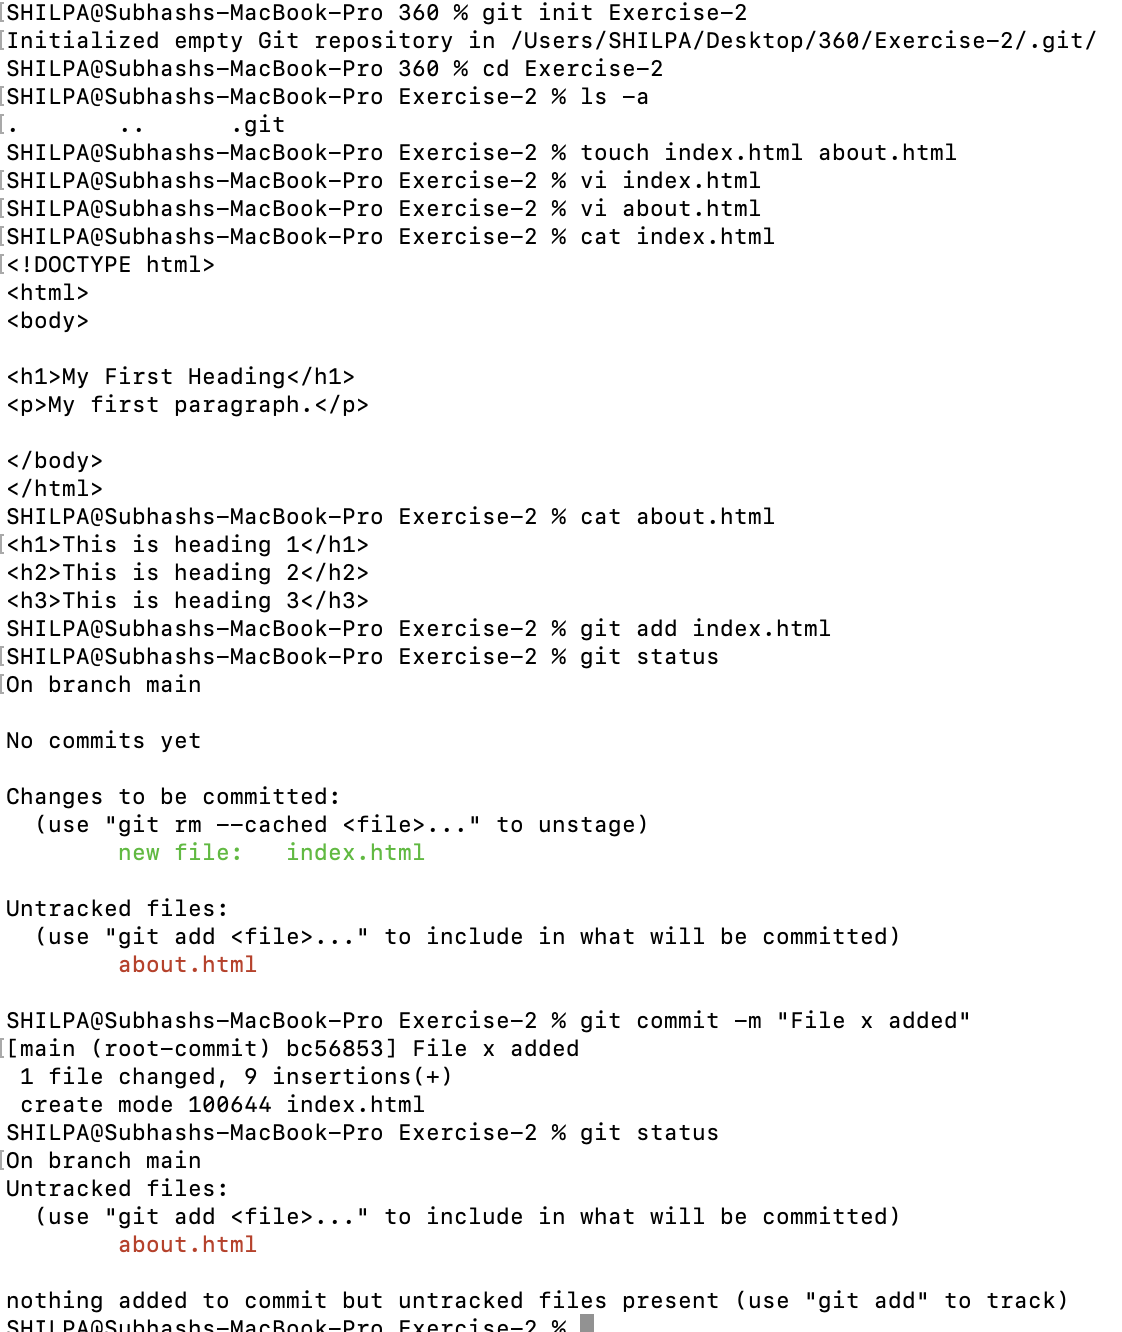 [SHILPA@Subhashs-MacBook-Pro 360 % git init Exercise-2
[Initialized empty Git repository in /Users/SHILPA/Desktop/360/Exercise-2/.git/
SHILPA@Subhashs-MacBook-Pro 360 % cd Exercise-2
[SHILPA@Subhashs-MacBook-Pro Exercise-2 % ls -a
[.       ..      .git
SHILPA@Subhashs-MacBook-Pro Exercise-2 % touch index.html about.html
[SHILPA@Subhashs-MacBook-Pro Exercise-2 % vi index.html
[SHILPA@Subhashs-MacBook-Pro Exercise-2 % vi about.html
[SHILPA@Subhashs-MacBook-Pro Exercise-2 % cat index.html
[<!DOCTYPE html>
<html>
<body>

<h1>My First Heading</h1>
<p>My first paragraph.</p>

</body>
</html>
SHILPA@Subhashs-MacBook-Pro Exercise-2 % cat about.html
[<h1>This is heading 1</h1>
<h2>This is heading 2</h2>
<h3>This is heading 3</h3>
SHILPA@Subhashs-MacBook-Pro Exercise-2 % git add index.html
[SHILPA@Subhashs-MacBook-Pro Exercise-2 % git status
[On branch main

No commits yet

Changes to be committed:
  (use "git rm --cached <file>..." to unstage)
        new file:   index.html

Untracked files:
  (use "git add <file>..." to include in what will be committed)
        about.html

SHILPA@Subhashs-MacBook-Pro Exercise-2 % git commit -m "File x added"
[[main (root-commit) bc56853] File x added
 1 file changed, 9 insertions(+)
 create mode 100644 index.html
SHILPA@Subhashs-MacBook-Pro Exercise-2 % git status
[On branch main
Untracked files:
  (use "git add <file>..." to include in what will be committed)
        about.html

nothing added to commit but untracked files present (use "git add" to track)
SHILPA@Subhashs-MacBook-Pro Exercise-2 %